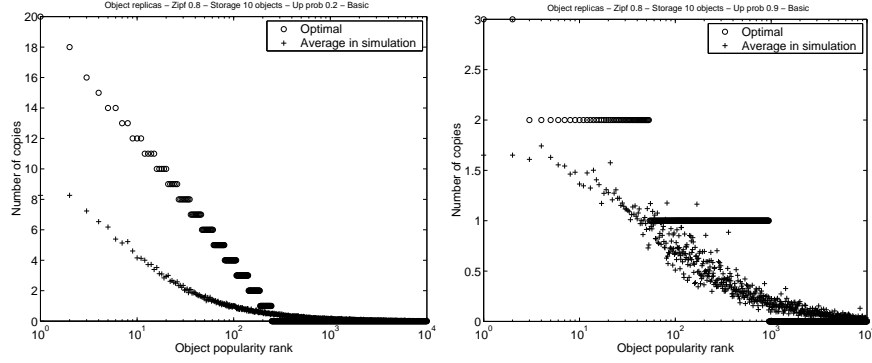 Object replicas – Zipf 0.8 – Storage 10 objects – Up prob 0.2 – Basic
20
18
16
14
12
10
8
6
4
2
0
Number of copies
Optimal
Average in simulation
10^0
10^1
10^2
10^3
10^4
Object popularity rank
Object replicas – Zipf 0.8 – Storage 10 objects – Up prob 0.9 – Basic
3
2.5
2
1.5
1
0.5
0
Number of copies
Optimal
Average in simulation
10^0
10^1
10^2
10^3
Object popularity rank